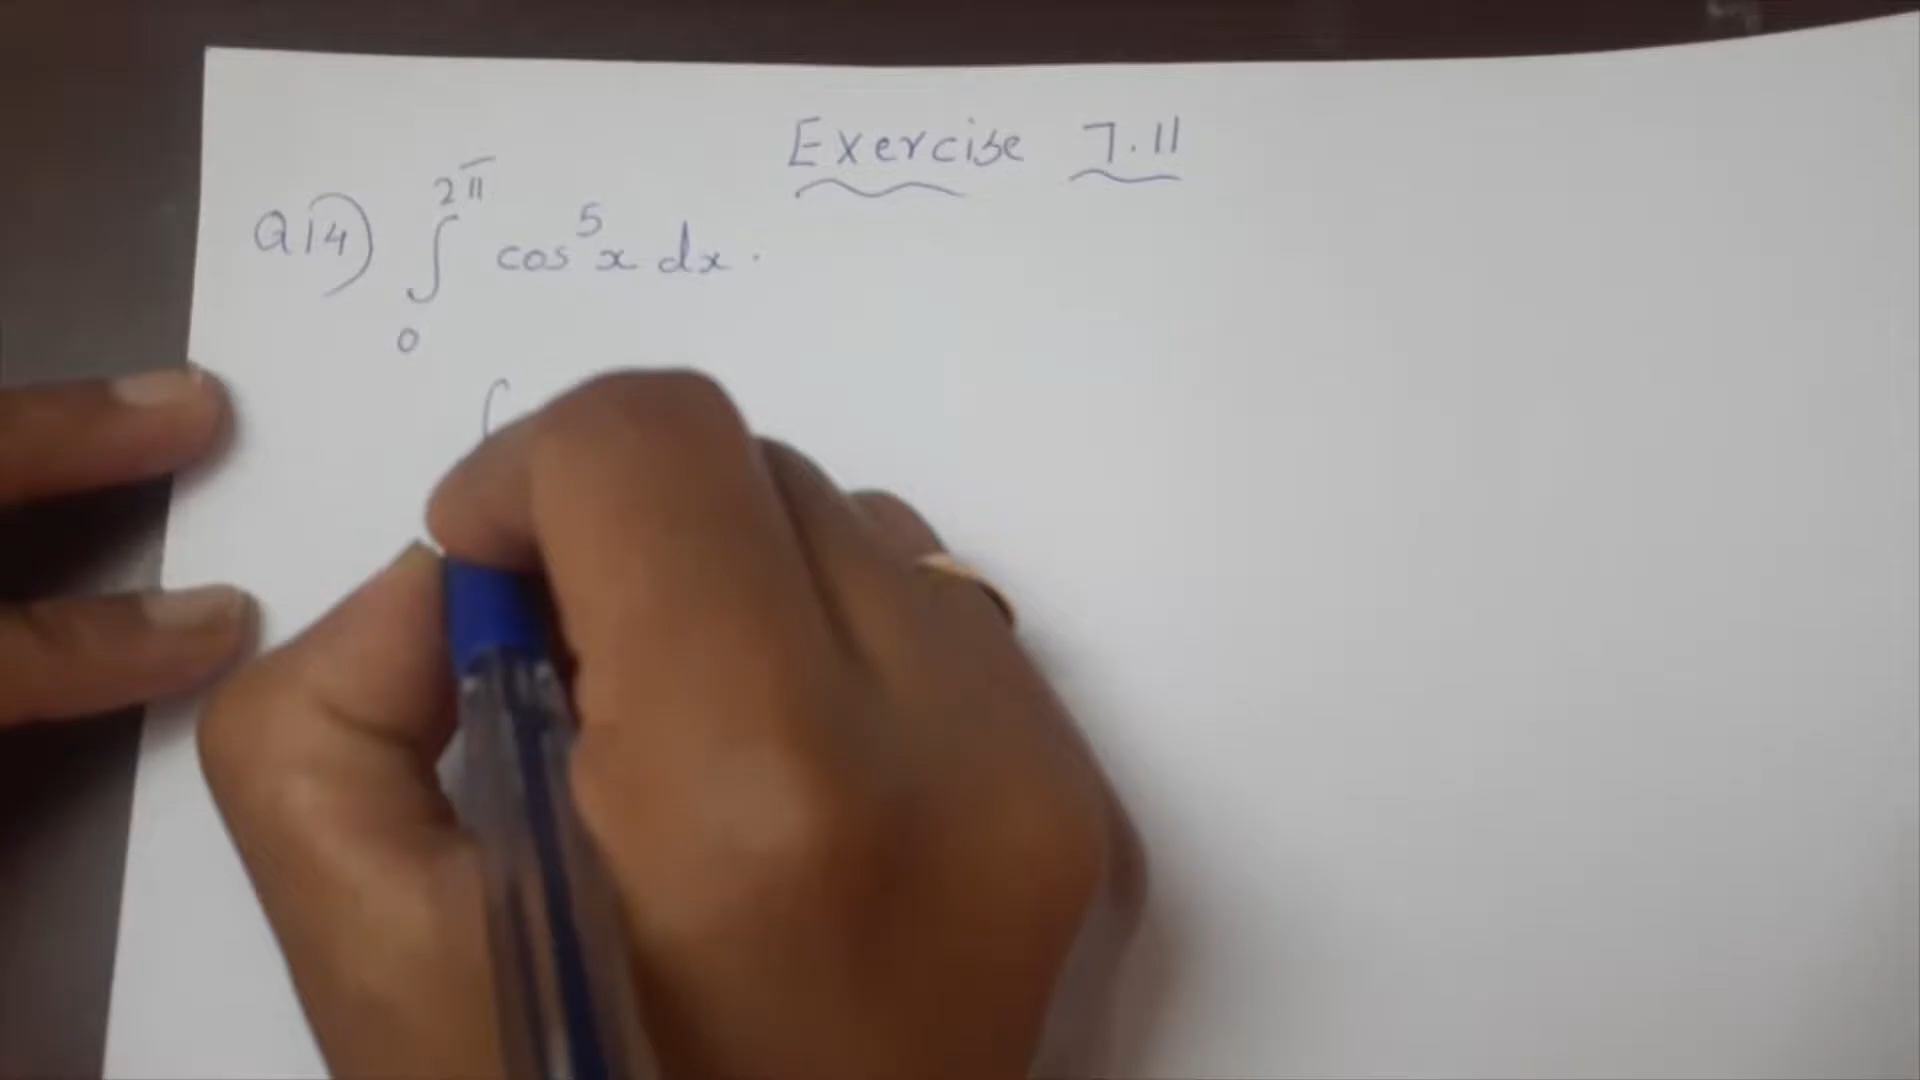 Exercise 7.11
Q14) ∫₀^2π cos⁵x dx.
∫